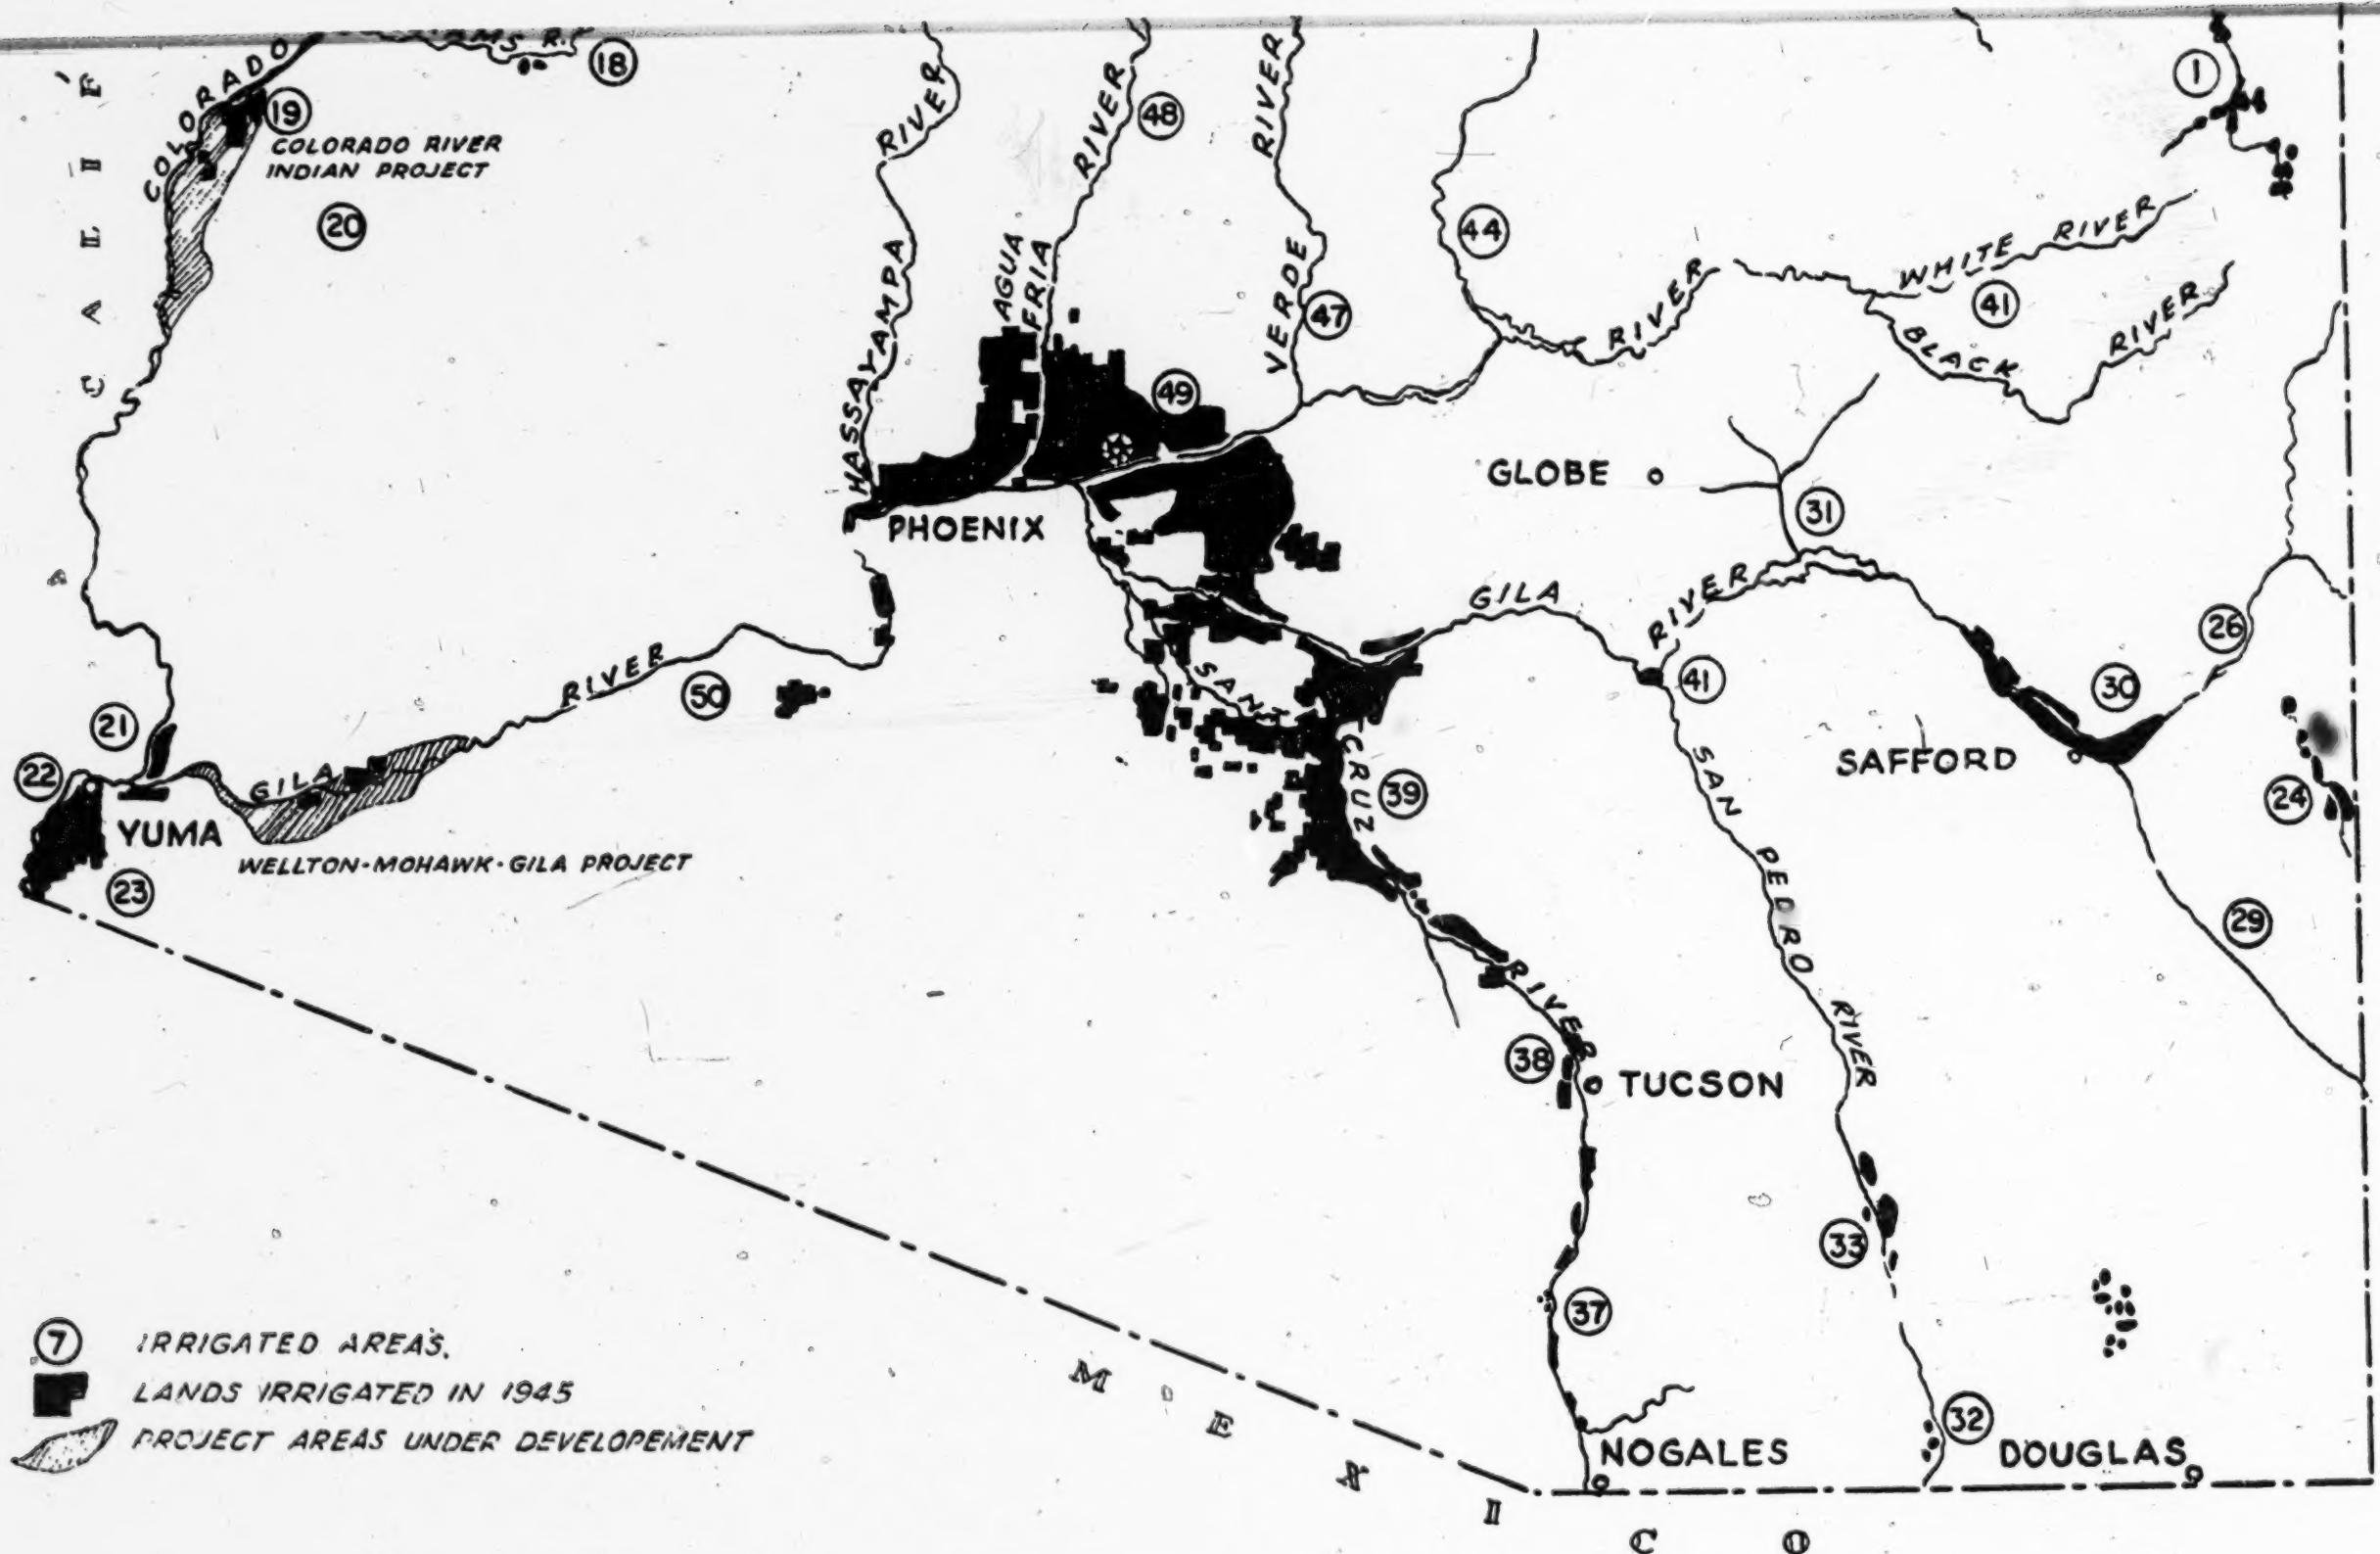 18
COLORADO
CALIF
19
COLORADO RIVER
INDIAN PROJECT
20
HASSAYAMPA RIVER
AGUA
FRIA
RIVER
48
VERDE RIVER
47
44
1
WHITE RIVER
41
BLACK RIVER
RIVER
49
PHOENIX
GLOBE
31
GILA RIVER
26
30
SAFFORD
41
24
29
21
22
YUMA
23
GILA RIVER
50
WELLTON-MOHAWK-GILA PROJECT
SANTA CRUZ RIVER
39
SAN PEDRO RIVER
38
TUCSON
33
37
32
NOGALES
DOUGLAS
MEXICO
7 IRRIGATED AREAS.
LANDS IRRIGATED IN 1945
PROJECT AREAS UNDER DEVELOPEMENT